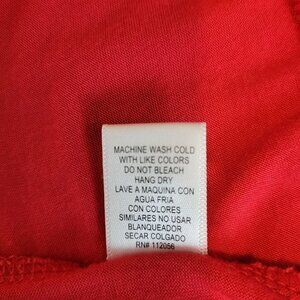 MACHINE WASH COLD
WITH LIKE COLORS
DO NOT BLEACH
HANG DRY
LAVE A MAQUINA CON
AGUA FRIA
CON COLORES
SIMILARES NO USAR
BLANQUEADOR
SECAR COLGADO
RN# 112056